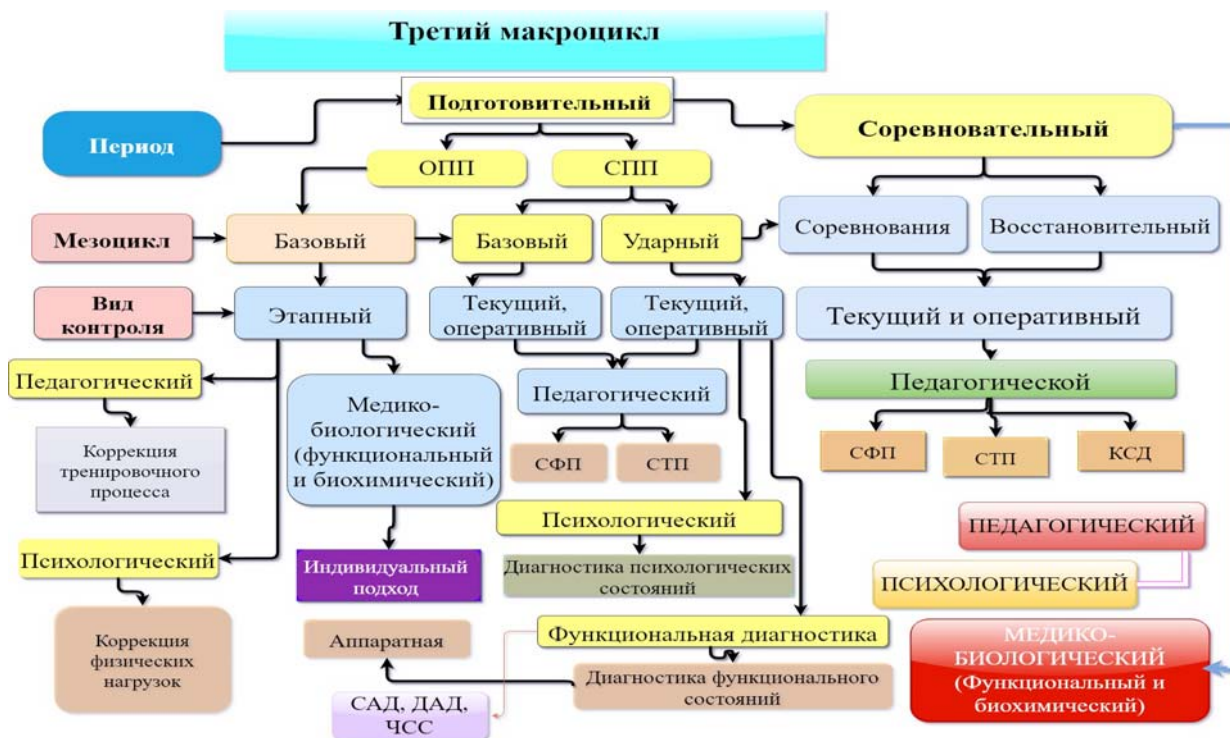 Третий макроцикл
Период
Подготовительный
Соревновательный
ОПП
СПП
Мезоцикл
Базовый
Базовый
Ударный
Соревнования
Восстановительный
Вид
контроля
Этапный
Текущий,
оперативный
Текущий,
оперативный
Текущий и оперативный
Педагогический
Коррекция
тренировочного
процесса
Медико-
биологический
(функциональный
и биохимический)
Педагогический
СФП
СТП
Педагогической
СФП
СТП
КСД
Психологический
Коррекция
физических
нагрузок
Индивидуальный
подход
Психологический
Диагностика психологических
состояний
Функциональная диагностика
Аппаратная
Диагностика функционального
состояний
САД, ДАД,
ЧСС
ПЕДАГОГИЧЕСКИЙ
ПСИХОЛОГИЧЕСКИЙ
МЕДИКО-
БИОЛОГИЧЕСКИЙ
(Функциональный и
биохимический)